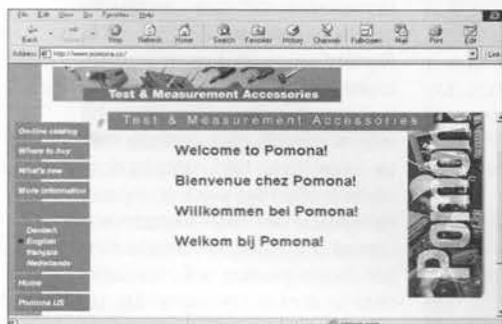 File Edit View Go Favorites Help
Back Stop Refresh Home Search Favorites History Channels Fullscreen Mail Print Edit
Address http://www.pomona.co/ Link
Test & Measurement Accessories
Test & Measurement Accessories
On-line catalog
Where to buy
What's new
More information
Welcome to Pomona!
Bienvenue chez Pomona!
Willkommen bei Pomona!
Welkom bij Pomona!
Pomona
Deutsch
English
Français
Nederlands
Home
Pomona US